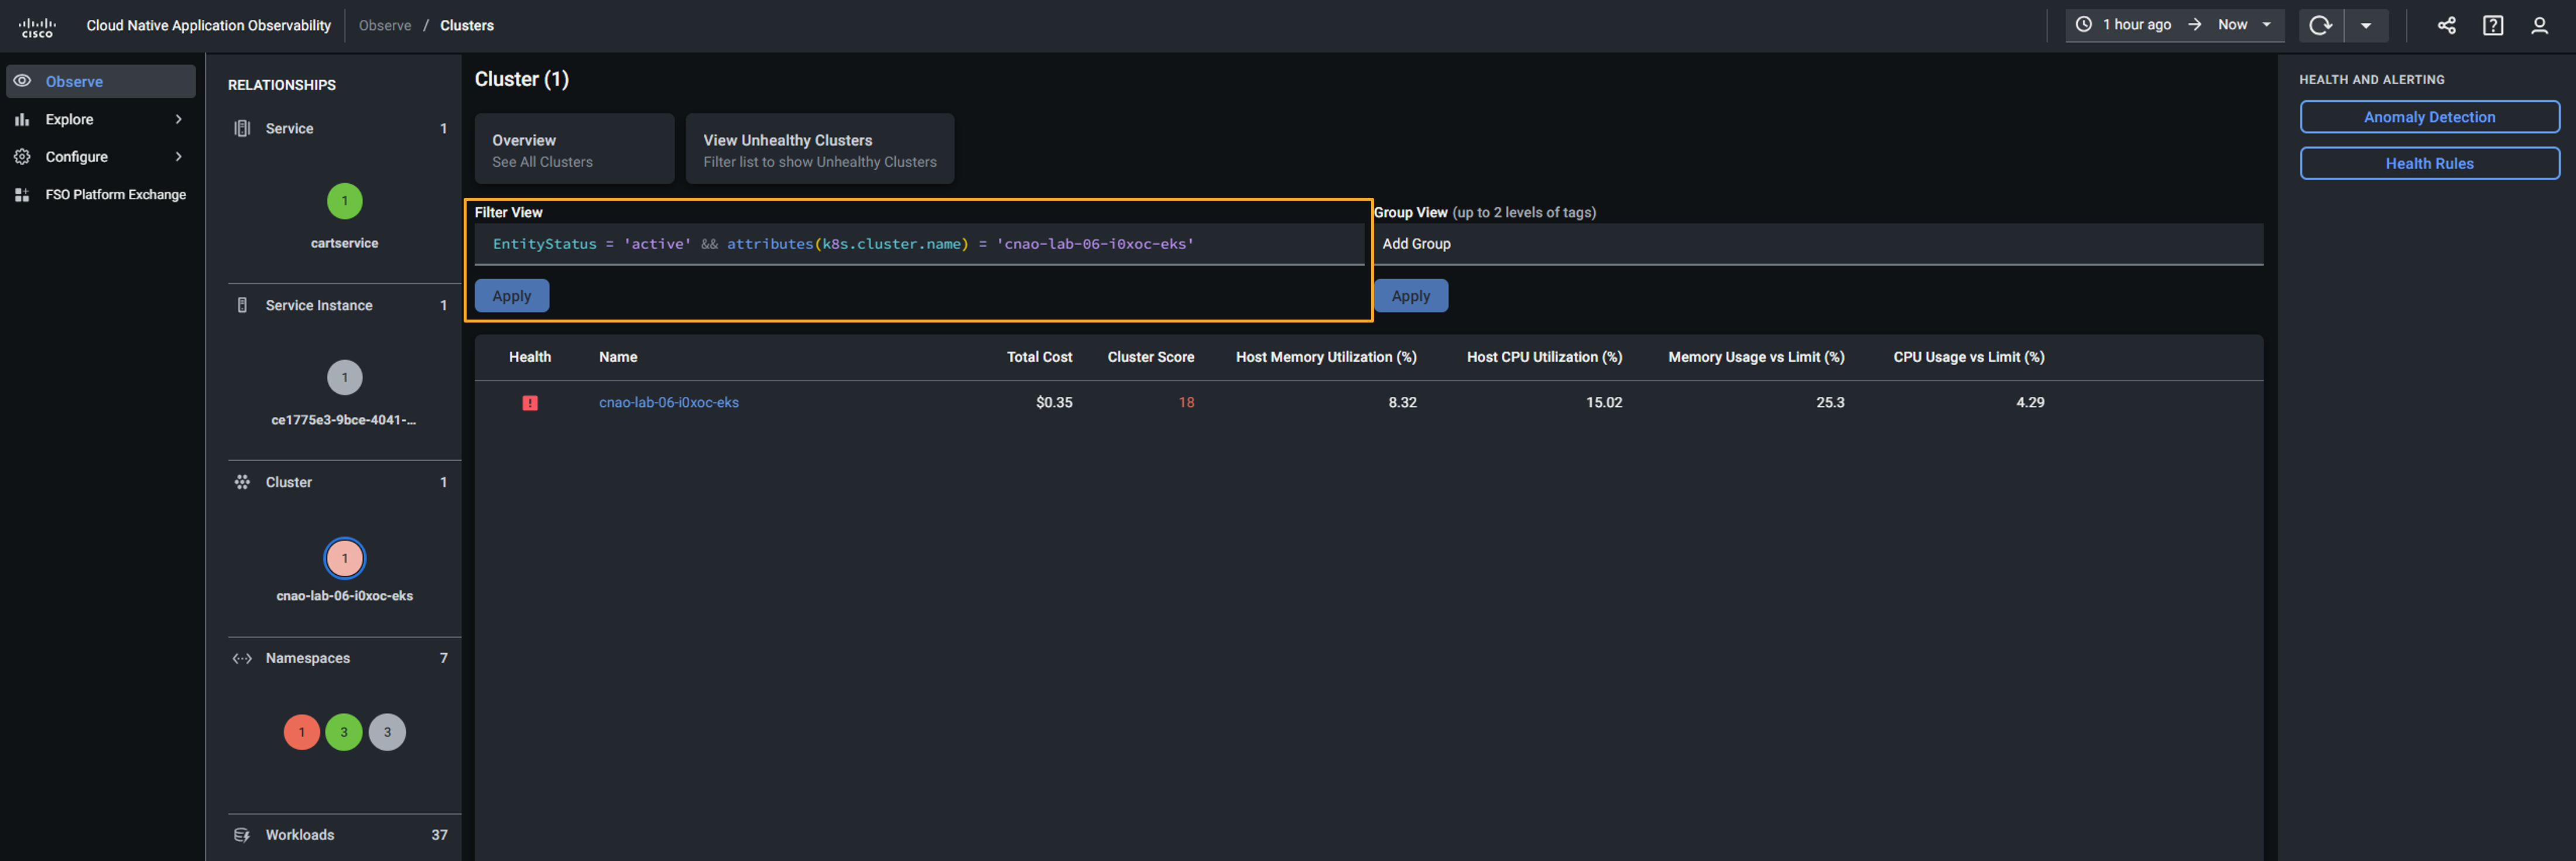 cisco
Cloud Native Application Observability
Observe / Clusters
1 hour ago → Now
Observe
Explore
Configure
FSO Platform Exchange
RELATIONSHIPS
Service 1
1
cartservice
Service Instance 1
1
ce1775e3-9bce-4041-...
Cluster 1
1
cnao-lab-06-i0xoc-eks
Namespaces 7
1 3 3
Workloads 37
Cluster (1)
Overview
See All Clusters
View Unhealthy Clusters
Filter list to show Unhealthy Clusters
Filter View
EntityStatus = 'active' && attributes(k8s.cluster.name) = 'cnao-lab-06-i0xoc-eks'
Apply
Group View (up to 2 levels of tags)
Add Group
Apply
Health Name Total Cost Cluster Score Host Memory Utilization (%) Host CPU Utilization (%) Memory Usage vs Limit (%) CPU Usage vs Limit (%)
! cnao-lab-06-i0xoc-eks $0.35 18 8.32 15.02 25.3 4.29
HEALTH AND ALERTING
Anomaly Detection
Health Rules